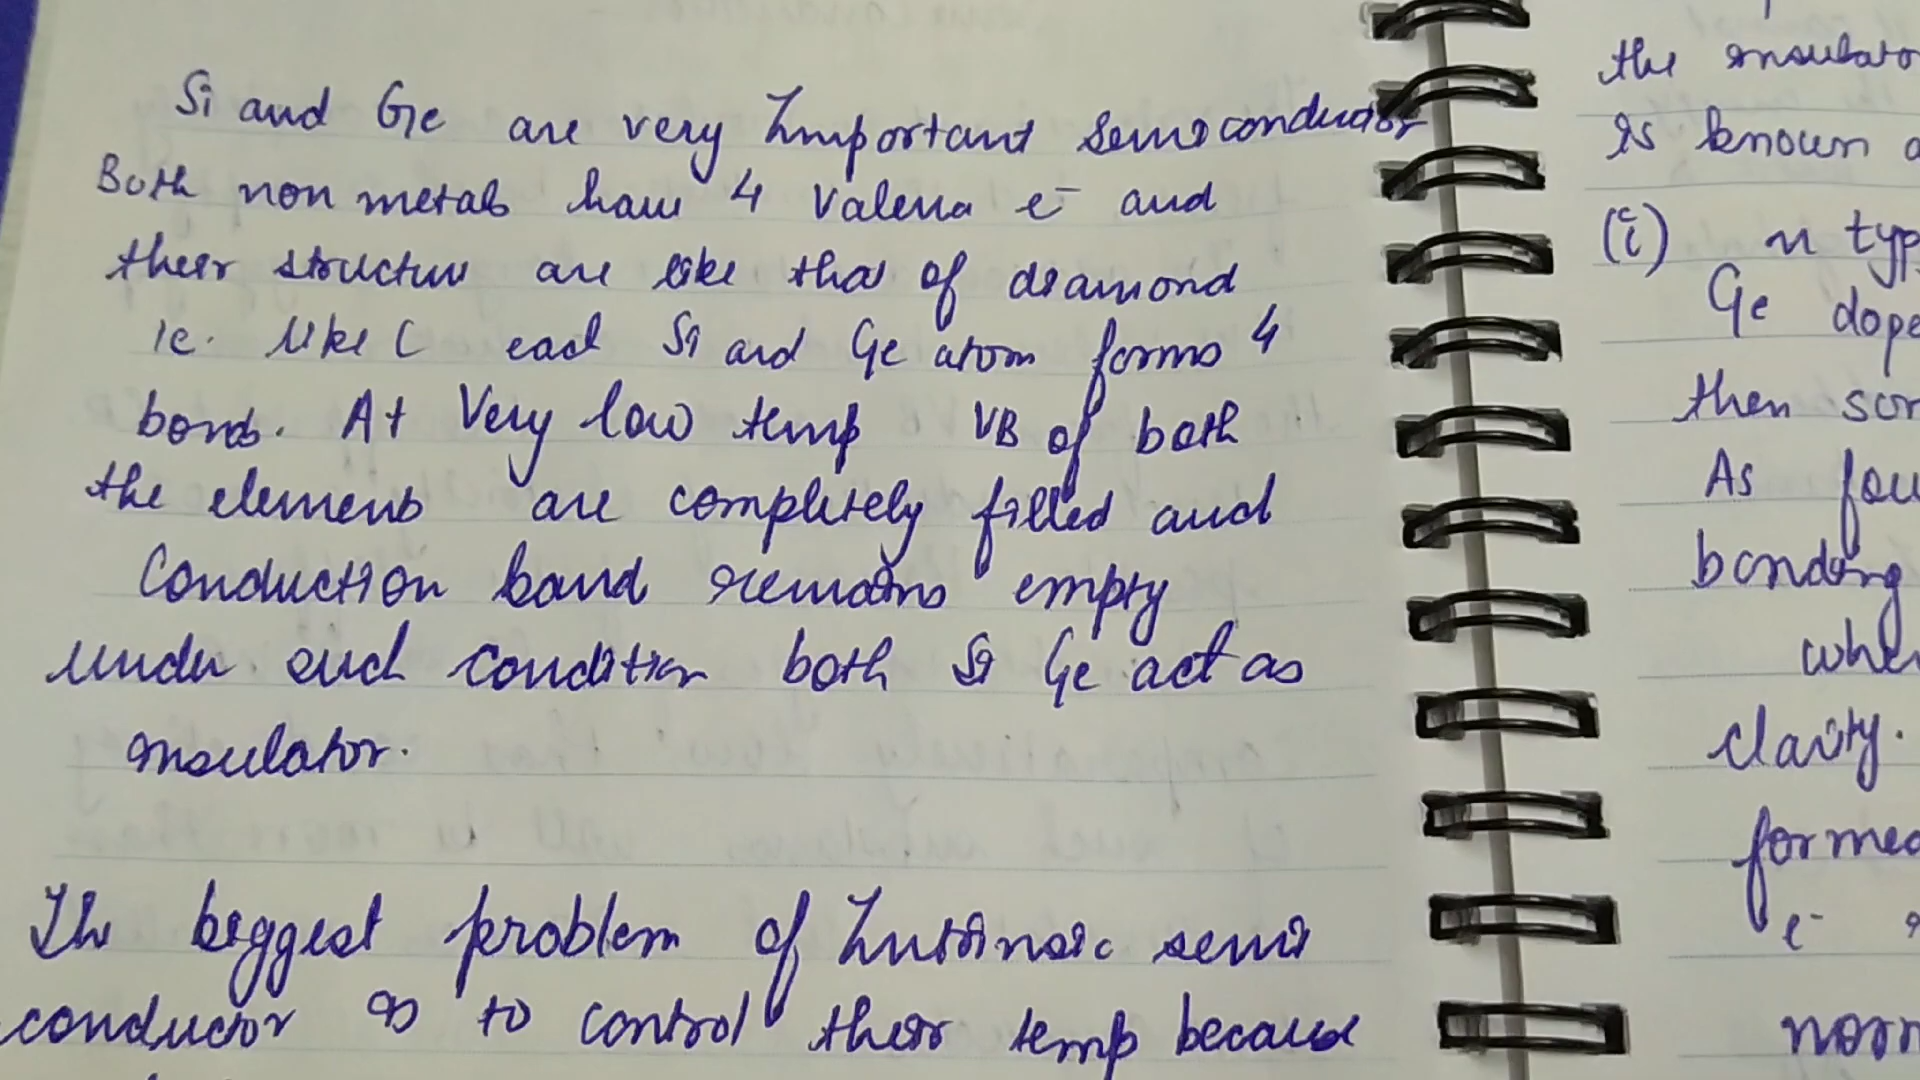 Si and Ge are very Important Semiconductor
Both non metals have 4 Valence e⁻ and
their structure are like that of diamond
ie. like C each Si and Ge atom forms 4
bonds. At Very low temp VB of both
the elements are completely filled and
Conduction band remains empty
under such condition both Si Ge act as
insulator.
The biggest problem of Intrinsic semi
conductor is to control their temp because
the insulato
is known a
(i) n typ
Ge dope
then som
As fou
bonding
when
clarity.
formed
e⁻
norm